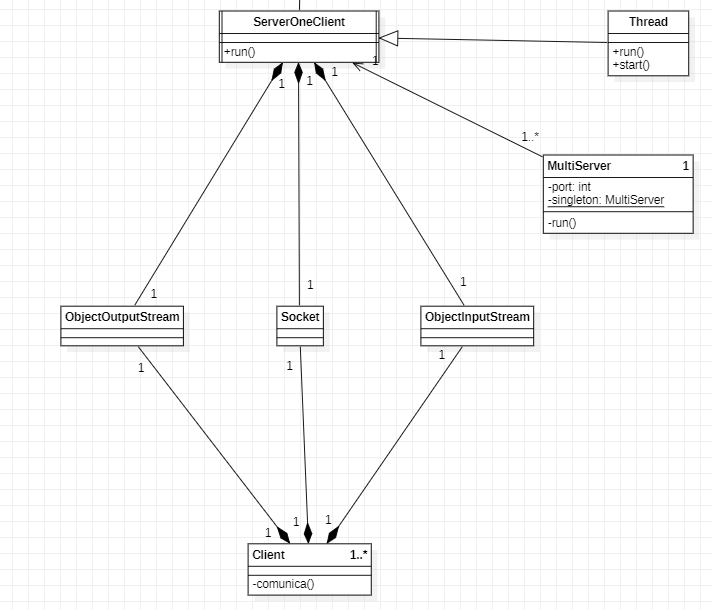 ServerOneClient
+run()
Thread
+run()
+start()
1
1
1
1
1..*
MultiServer 1
-port: int
-singleton: MultiServer
-run()
1
1
1
ObjectOutputStream
Socket
ObjectInputStream
1
1
1
1
1
1
Client 1..*
-comunica()